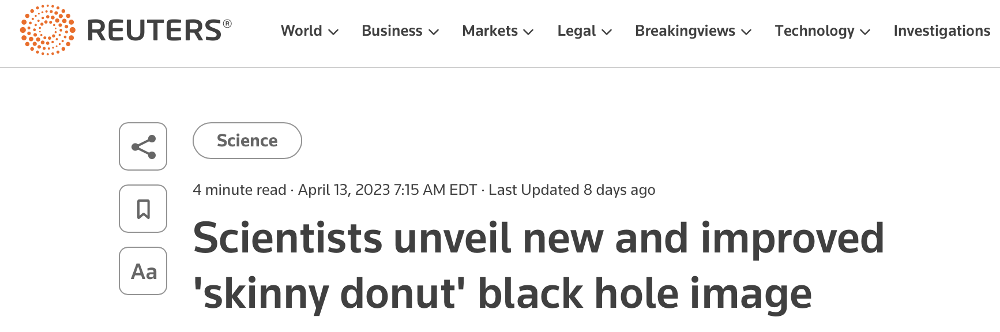 REUTERS®
World Business Markets Legal Breakingviews Technology Investigations
Science
4 minute read · April 13, 2023 7:15 AM EDT · Last Updated 8 days ago
Aa
Scientists unveil new and improved
'skinny donut' black hole image